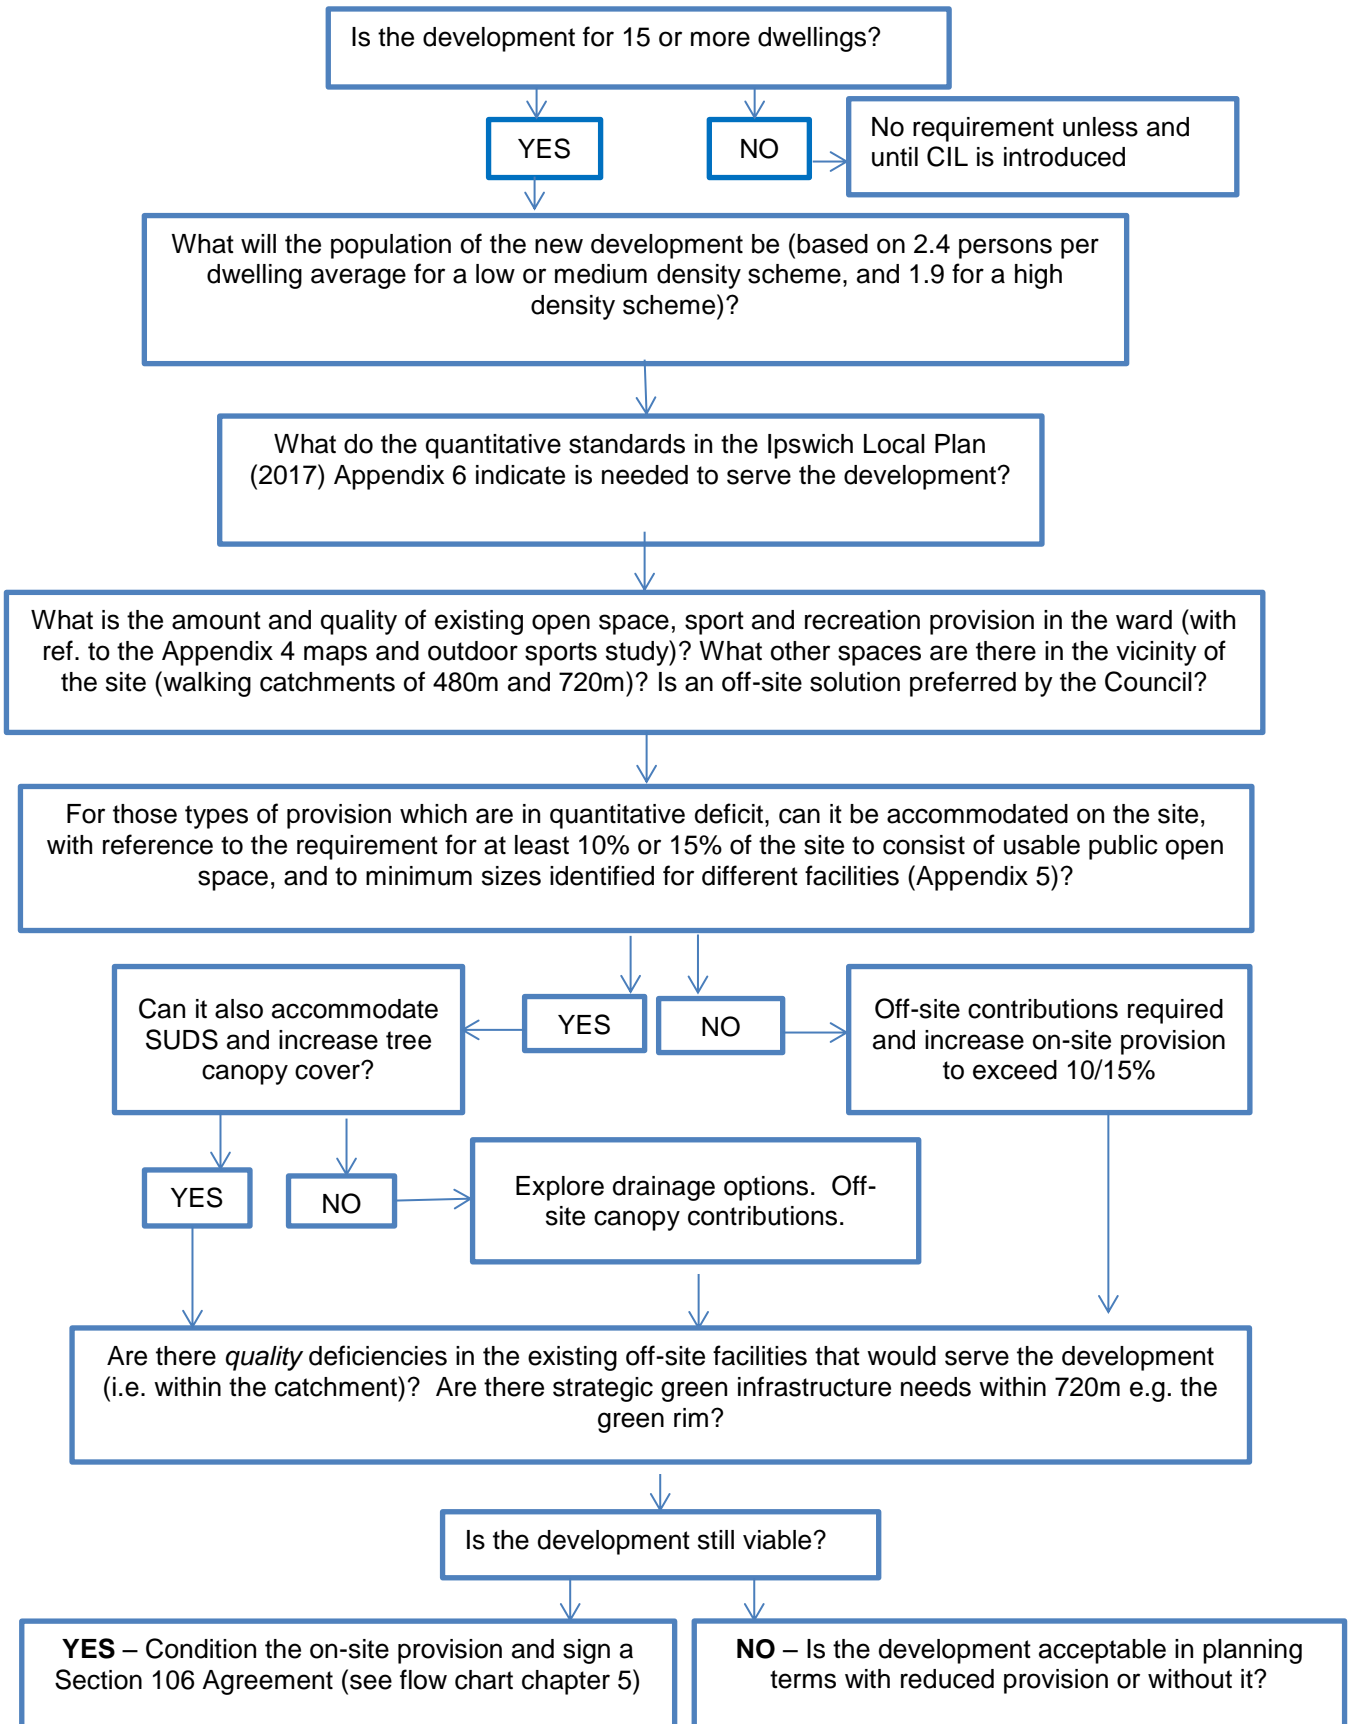 Is the development for 15 or more dwellings?
YES
NO
No requirement unless and
until CIL is introduced
What will the population of the new development be (based on 2.4 persons per
dwelling average for a low or medium density scheme, and 1.9 for a high
density scheme)?
What do the quantitative standards in the Ipswich Local Plan
(2017) Appendix 6 indicate is needed to serve the development?
What is the amount and quality of existing open space, sport and recreation provision in the ward (with
ref. to the Appendix 4 maps and outdoor sports study)? What other spaces are there in the vicinity of
the site (walking catchments of 480m and 720m)? Is an off-site solution preferred by the Council?
For those types of provision which are in quantitative deficit, can it be accommodated on the site,
with reference to the requirement for at least 10% or 15% of the site to consist of usable public open
space, and to minimum sizes identified for different facilities (Appendix 5)?
Can it also accommodate
SUDS and increase tree
canopy cover?
YES
NO
Off-site contributions required
and increase on-site provision
to exceed 10/15%
YES
NO
Explore drainage options.  Off-
site canopy contributions.
Are there quality deficiencies in the existing off-site facilities that would serve the development
(i.e. within the catchment)?  Are there strategic green infrastructure needs within 720m e.g. the
green rim?
Is the development still viable?
YES – Condition the on-site provision and sign a
Section 106 Agreement (see flow chart chapter 5)
NO – Is the development acceptable in planning
terms with reduced provision or without it?